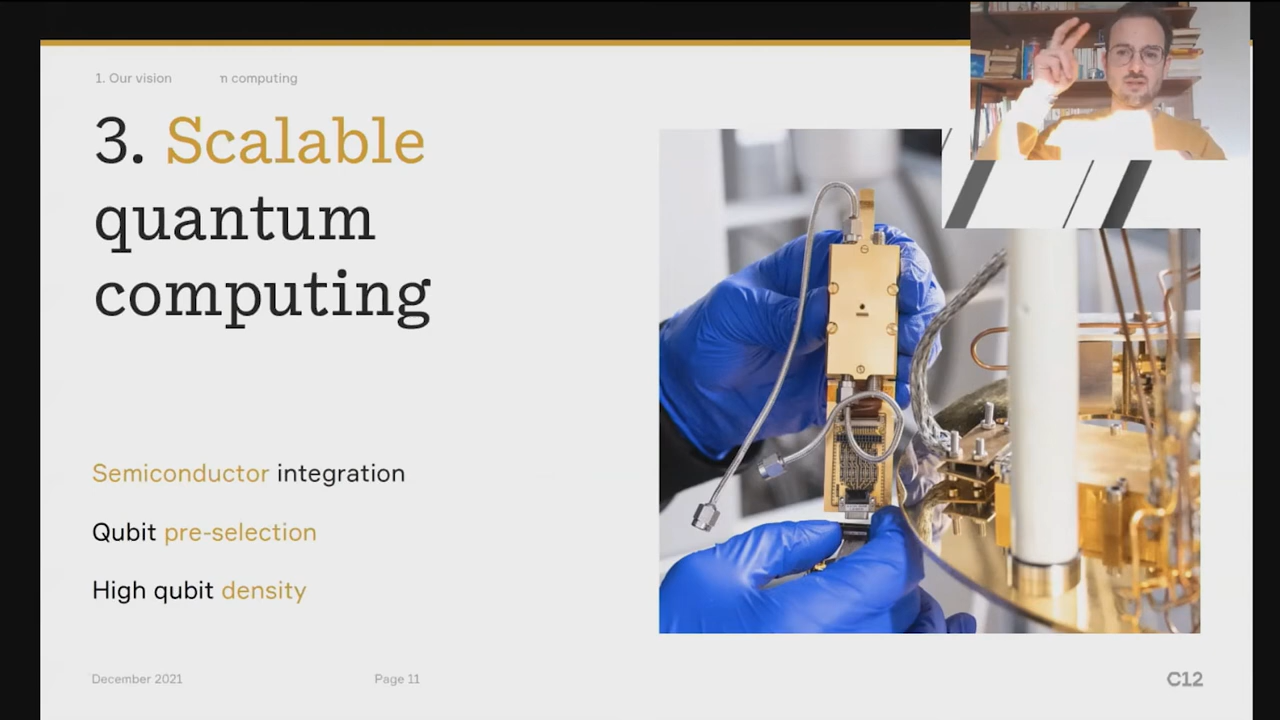 1. Our vision
computing
3. Scalable
quantum
computing
Semiconductor integration
Qubit pre-selection
High qubit density
December 2021
Page 11
C12